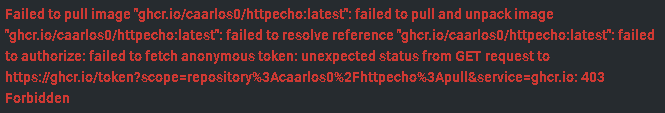 Failed to pull image "ghcr.io/caarlos0/httpecho:latest": failed to pull and unpack image
"ghcr.io/caarlos0/httpecho:latest": failed to resolve reference "ghcr.io/caarlos0/httpecho:latest": failed
to authorize: failed to fetch anonymous token: unexpected status from GET request to
https://ghcr.io/token?scope=repository%3Acaarlos0%2Fhttpecho%3Apull&service=ghcr.io: 403
Forbidden